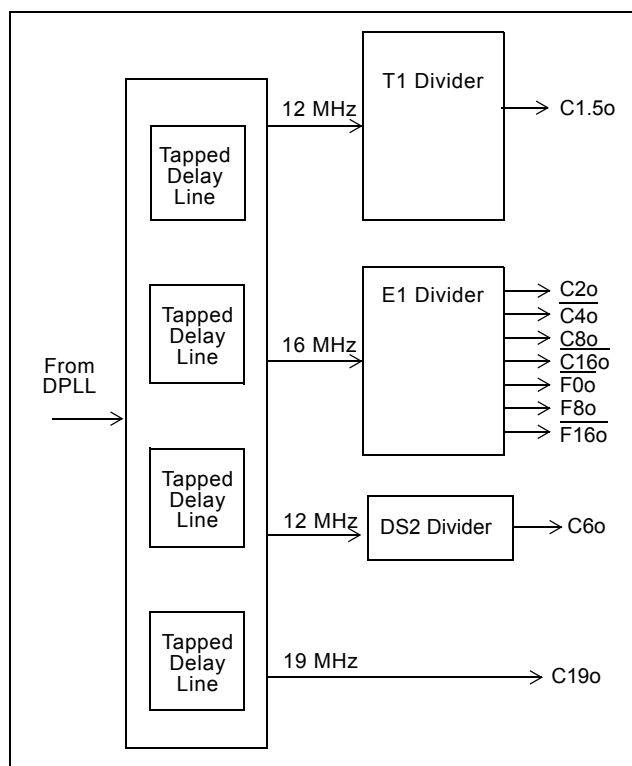 T1 Divider
12 MHz
C1.5o
Tapped
Delay
Line
E1 Divider
C2o
C4o
C8o
C16o
F0o
F8o
F16o
Tapped
Delay
Line
16 MHz
From
DPLL
Tapped
Delay
Line
12 MHz
DS2 Divider
C6o
Tapped
Delay
Line
19 MHz
C19o